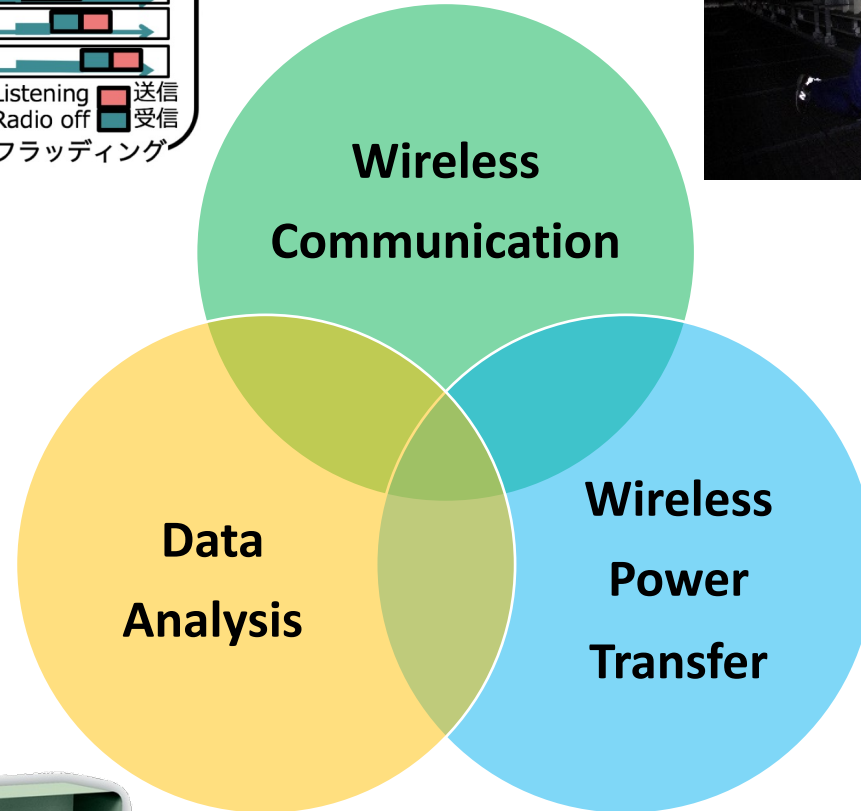 Listening 送信
Radio off 受信
フラッディング
Wireless
Communication
Data
Analysis
Wireless
Power
Transfer